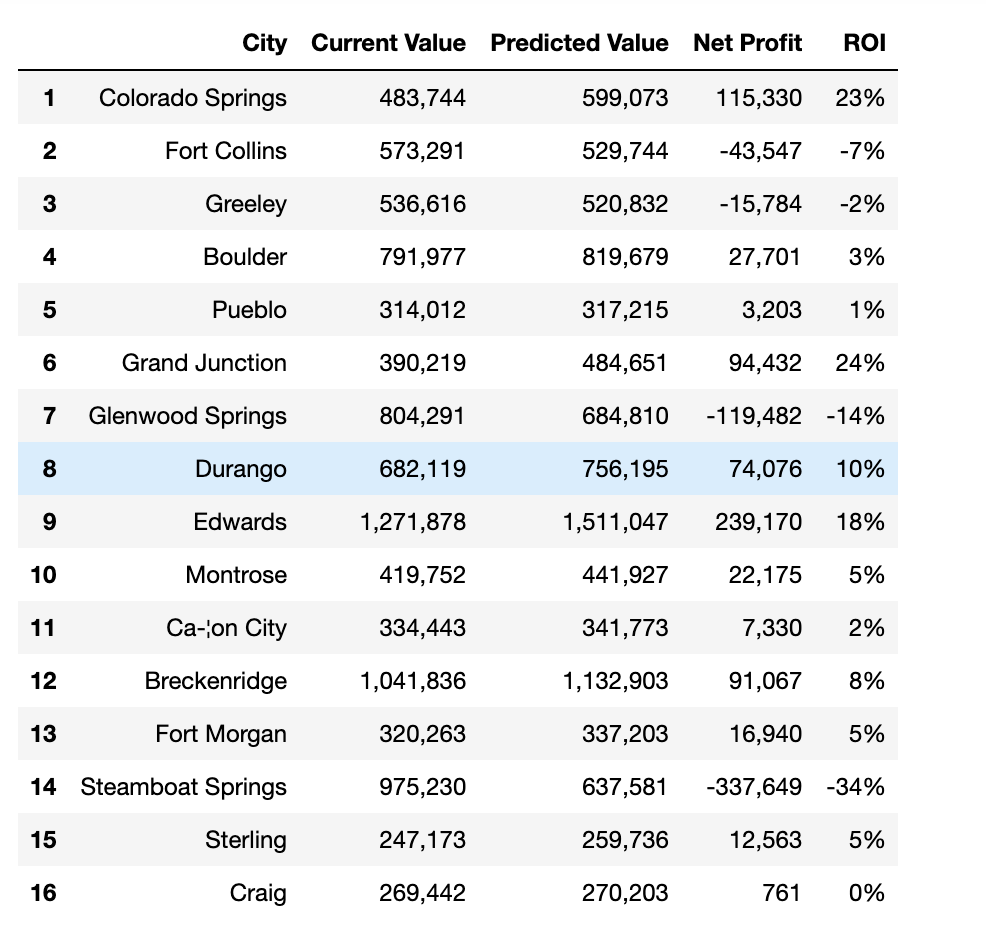 City Current Value Predicted Value Net Profit ROI
1 Colorado Springs 483,744 599,073 115,330 23%
2 Fort Collins 573,291 529,744 -43,547 -7%
3 Greeley 536,616 520,832 -15,784 -2%
4 Boulder 791,977 819,679 27,701 3%
5 Pueblo 314,012 317,215 3,203 1%
6 Grand Junction 390,219 484,651 94,432 24%
7 Glenwood Springs 804,291 684,810 -119,482 -14%
8 Durango 682,119 756,195 74,076 10%
9 Edwards 1,271,878 1,511,047 239,170 18%
10 Montrose 419,752 441,927 22,175 5%
11 Ca-¦on City 334,443 341,773 7,330 2%
12 Breckenridge 1,041,836 1,132,903 91,067 8%
13 Fort Morgan 320,263 337,203 16,940 5%
14 Steamboat Springs 975,230 637,581 -337,649 -34%
15 Sterling 247,173 259,736 12,563 5%
16 Craig 269,442 270,203 761 0%